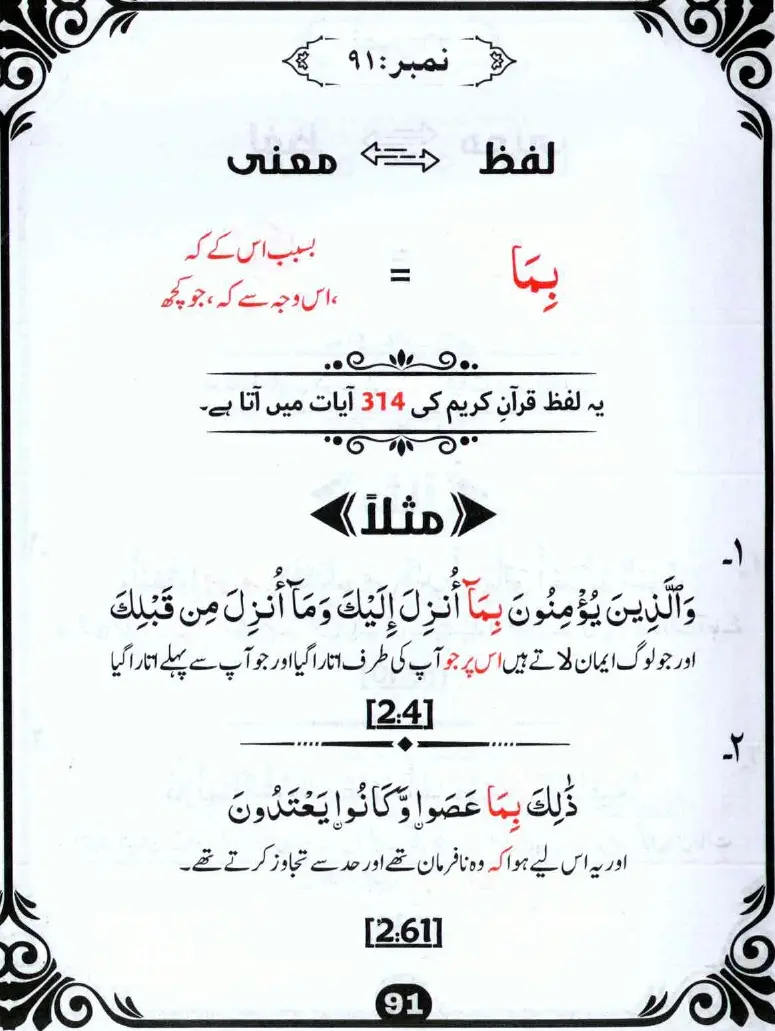 نمبر:۹۱
لفظ ⇐⇒ معنی
بِمَا = بسبب اس کے کہ
،اس وجہ سے کہ، جو کچھ
یہ لفظ قرآنِ کریم کی 314 آیات میں آتا ہے۔
مثلاً
۱۔
وَٱلَّذِينَ يُؤْمِنُونَ بِمَآ أُنزِلَ إِلَيْكَ وَمَآ أُنزِلَ مِن قَبْلِكَ
اور جو لوگ ایمان لاتے ہیں اس پر جو آپ کی طرف اتارا گیا اور جو آپ سے پہلے اتارا گیا
[2:4]
۲۔
ذَٰلِكَ بِمَا عَصَوا۟ وَّكَانُوا۟ يَعْتَدُونَ
اور یہ اس لیے ہوا کہ وہ نافرمان تھے اور حد سے تجاوز کرتے تھے۔
[2:61]
91